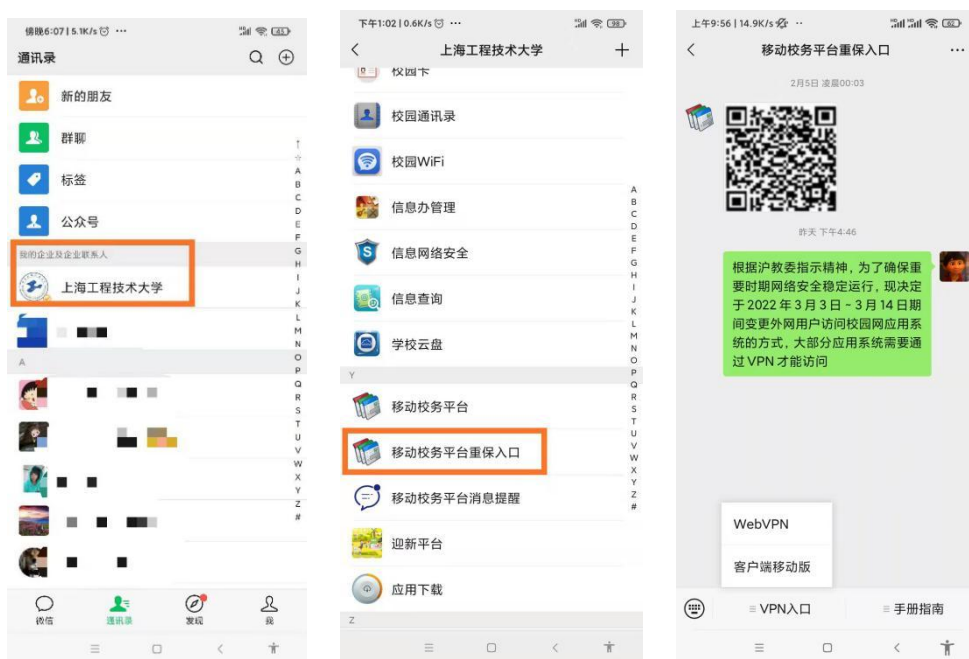 傍晚6:07 | 5.1K/s
通讯录
新的朋友
群聊
标签
公众号
我的企业及企业联系人
上海工程技术大学
A
↑
☆
A
B
C
D
E
F
G
H
I
J
K
L
M
N
O
P
Q
R
S
T
U
V
W
X
Y
Z
#
微信
通讯录
发现
我
下午1:02 | 0.6K/s
98
上海工程技术大学
校园卡
校园通讯录
校园WiFi
信息办管理
信息网络安全
信息查询
学校云盘
Y
移动校务平台
移动校务平台重保入口
移动校务平台消息提醒
迎新平台
应用下载
Z
A
B
C
D
E
F
G
H
I
J
K
L
M
N
O
P
Q
R
S
T
U
V
W
X
Y
Z
#
上午9:56 | 14.9K/s
62
移动校务平台重保入口
2月5日 凌晨00:03
昨天 下午4:46
根据沪教委指示精神，为了确保重
要时期网络安全稳定运行，现决定
于 2022 年 3 月 3 日 - 3 月 14 日期
间变更外网用户访问校园网应用系
统的方式，大部分应用系统需要通
过 VPN 才能访问
WebVPN
客户端移动版
VPN入口
手册指南